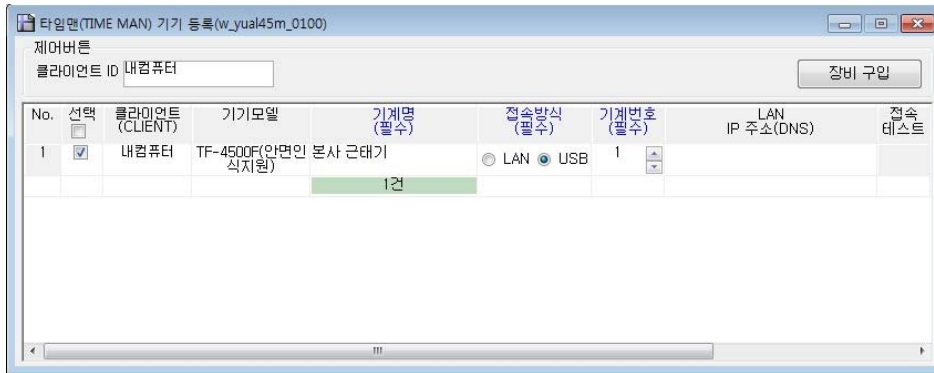 타임맨(TIME MAN) 기기 등록(w_yual45m_0100)
제어버튼
클라이언트 ID 내컴퓨터
장비 구입
No. 선택 클라이언트 기기모델 기계명 접속방식 기계번호 LAN 접속
(CLIENT) (필수) (필수) (필수) IP 주소(DNS) 테스트
1 내컴퓨터 TF-4500F(안면인 본사 근태기 LAN USB 1
식지원)
1건